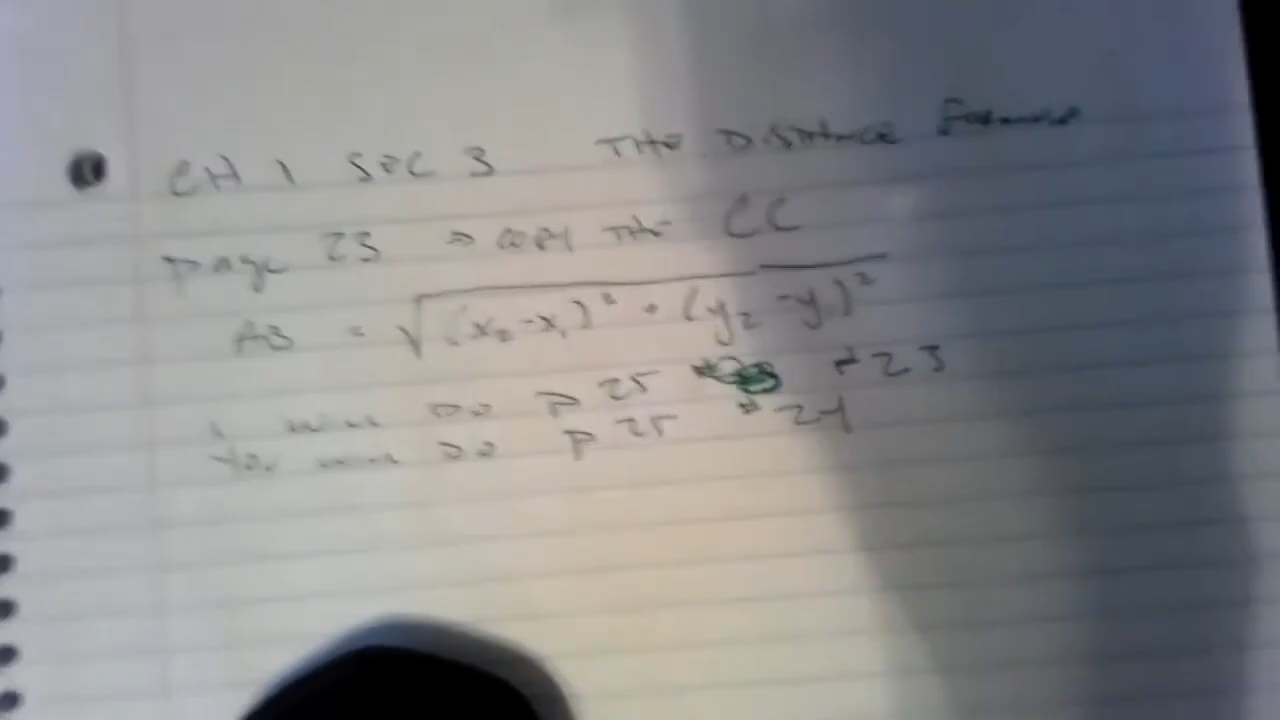 CH 1 SEC 3 THE DISTANCE Formula
page 23 → COPY THE CC
AB = √(x₂-x₁)² + (y₂-y₁)²
I will DO P 25 #23
You will DO P 25 #24